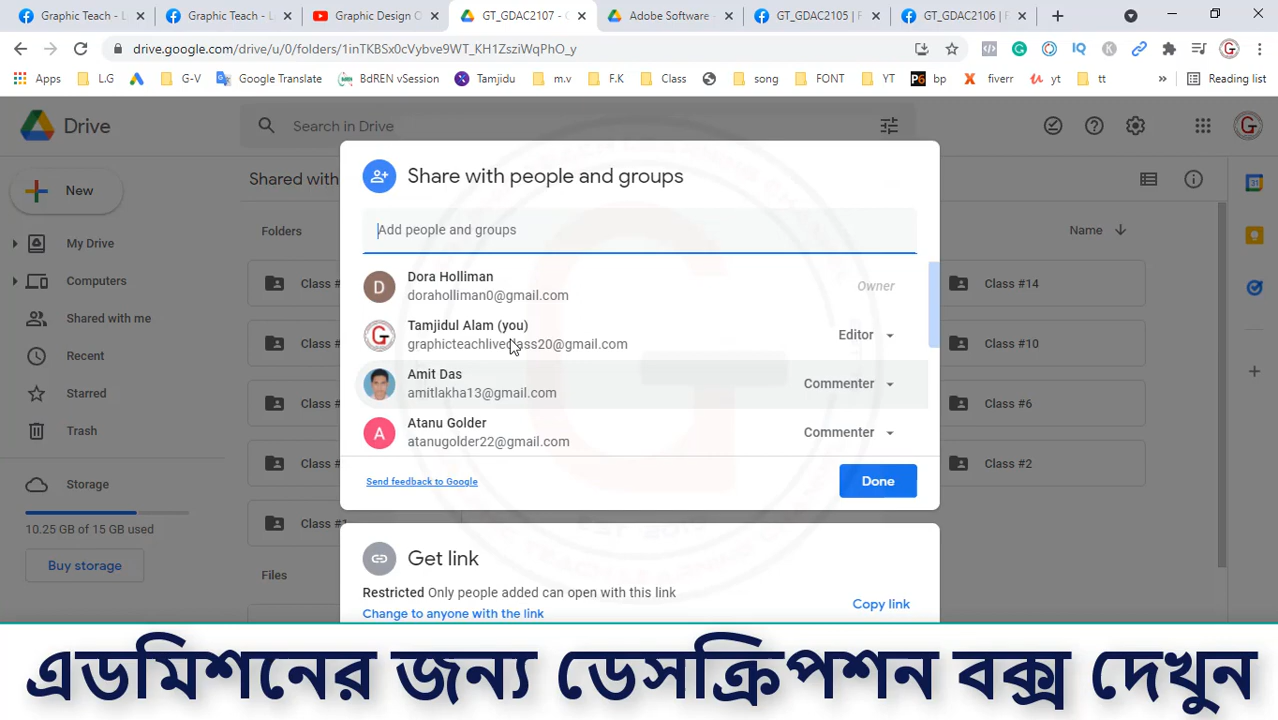 Graphic Teach - L
Graphic Teach - L
Graphic Design C
GT_GDAC2107 - G
Adobe Software -
GT_GDAC2105 | F
GT_GDAC2106 | F
drive.google.com/drive/u/0/folders/1inTKBSx0cVybve9WT_KH1ZsziWqPhO_y
Apps
L.G
G-V
Google Translate
BdREN vSession
Tamjidu
m.v
F.K
Class
song
FONT
YT
bp
fiverr
yt
tt
Reading list
Drive
Search in Drive
New
Shared with
My Drive
Computers
Shared with me
Recent
Starred
Trash
Storage
10.25 GB of 15 GB used
Buy storage
Folders
Name
Class #
Class #14
Class #
Class #10
Class #
Class #6
Class #
Class #2
Class #1
Files
Share with people and groups
Add people and groups
Dora Holliman
doraholliman0@gmail.com
Owner
Tamjidul Alam (you)
graphicteachliveclass20@gmail.com
Editor
Amit Das
amitlakha13@gmail.com
Commenter
Atanu Golder
atanugolder22@gmail.com
Commenter
Send feedback to Google
Done
Get link
Restricted Only people added can open with this link
Change to anyone with the link
Copy link
এডমিশনের জন্য ডেসক্রিপশন বক্স দেখুন